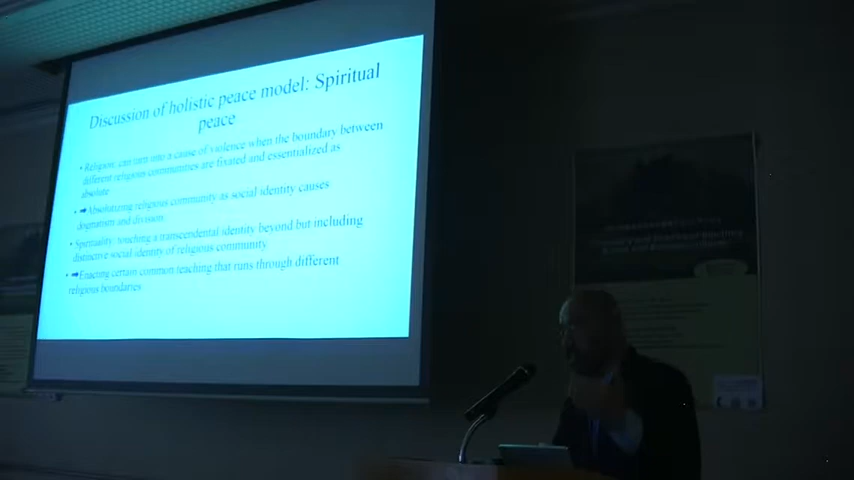 Discussion of holistic peace model: Spiritual
peace
• Religion: can turn into a cause of violence when the boundary between
different religious communities are fixated and essentialized as
absolute
• ➡Absolutizing religious community as social identity causes
dogmatism and division
• Spirituality: touching a transcendental identity beyond but including
distinctive social identity of religious community
• ➡Enacting certain common teaching that runs through different
religious boundaries